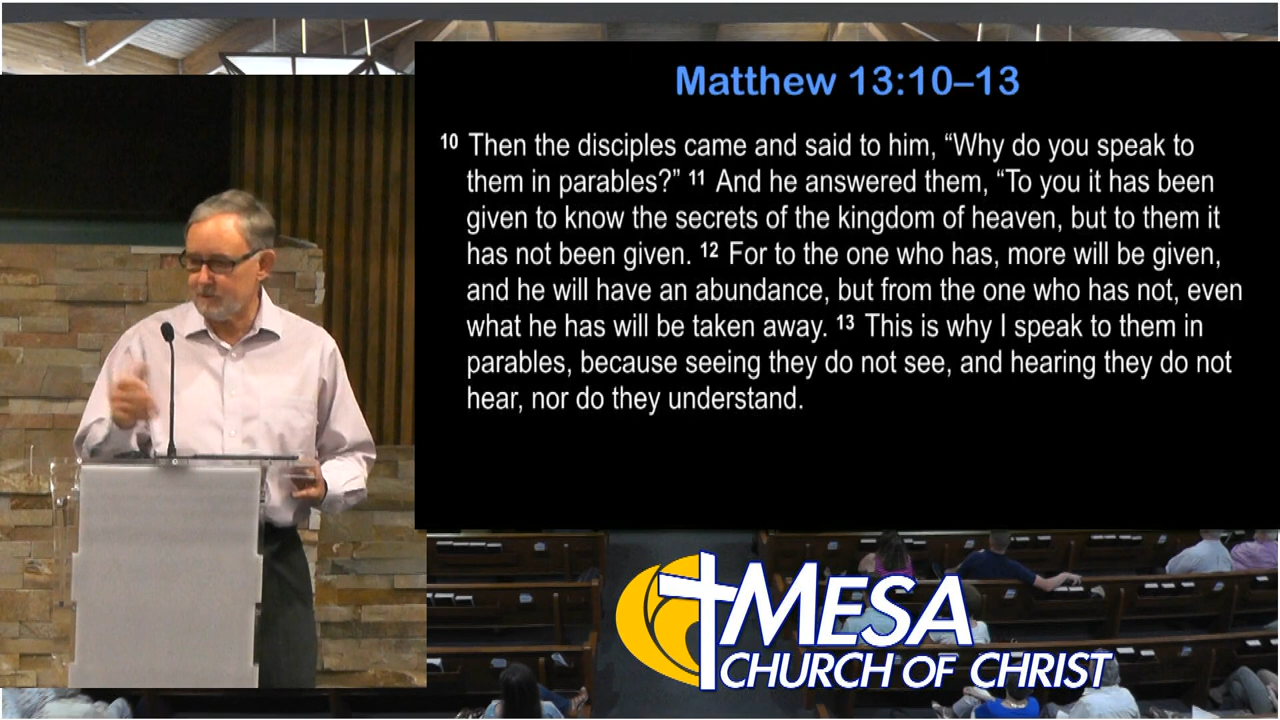 Matthew 13:10–13
10 Then the disciples came and said to him, “Why do you speak to
them in parables?” 11 And he answered them, “To you it has been
given to know the secrets of the kingdom of heaven, but to them it
has not been given. 12 For to the one who has, more will be given,
and he will have an abundance, but from the one who has not, even
what he has will be taken away. 13 This is why I speak to them in
parables, because seeing they do not see, and hearing they do not
hear, nor do they understand.
MESA
CHURCH OF CHRIST